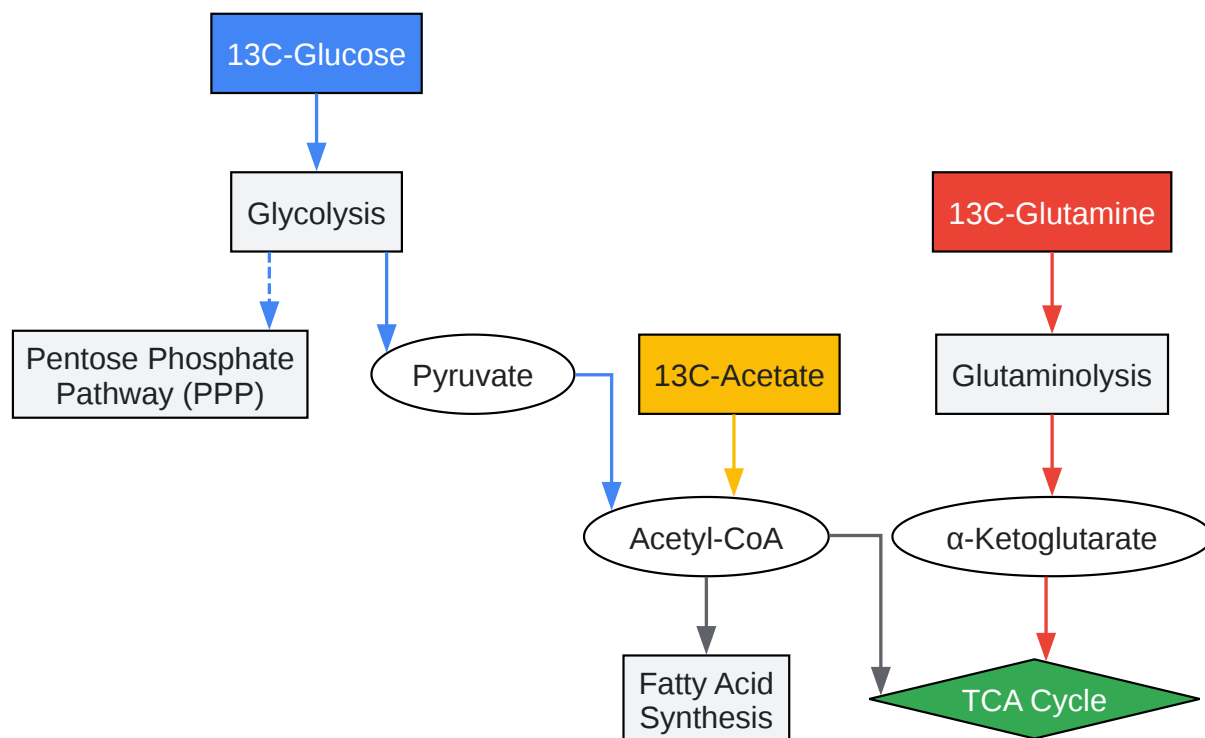 13C-Glucose
Glycolysis
13C-Glutamine
Pentose Phosphate
Pathway (PPP)
Pyruvate
13C-Acetate
Glutaminolysis
Acetyl-CoA
α-Ketoglutarate
Fatty Acid
Synthesis
TCA Cycle